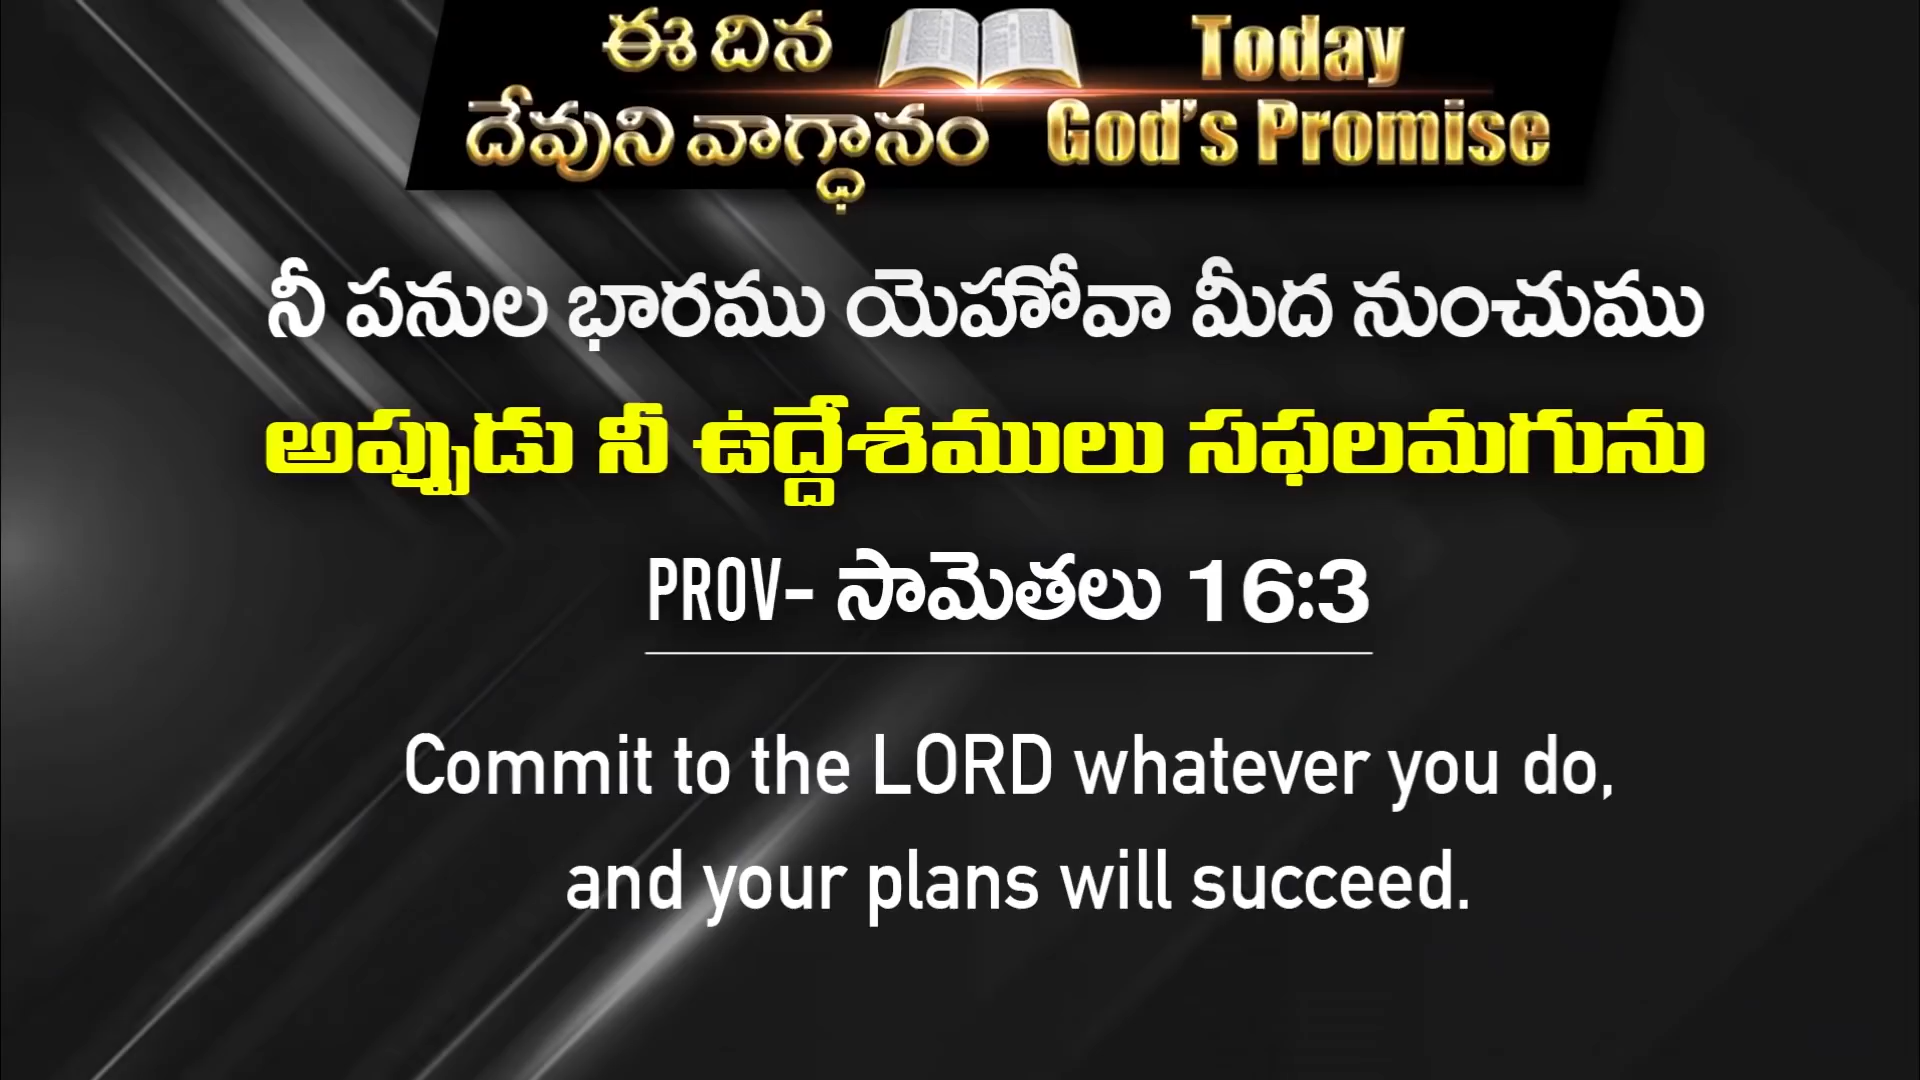 ఈ దిన
దేవుని వాగ్ధానం
Today
God's Promise
నీ పనుల భారము యెహోవా మీద నుంచుము
అప్పుడు నీ ఉద్దేశములు సఫలమగును
PROV- సామెతలు 16:3
Commit to the LORD whatever you do,
and your plans will succeed.